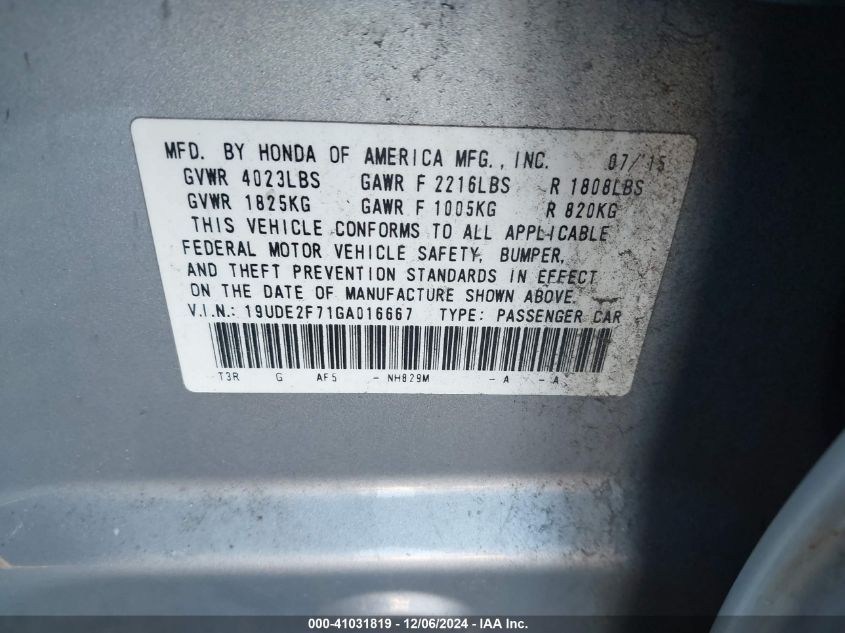 MFD. BY HONDA OF AMERICA MFG., INC. 07/15
GVWR 4023LBS GAWR F 2216LBS R 1808LBS
GVWR 1825KG GAWR F 1005KG R 820KG
THIS VEHICLE CONFORMS TO ALL APPLICABLE
FEDERAL MOTOR VEHICLE SAFETY, BUMPER,
AND THEFT PREVENTION STANDARDS IN EFFECT
ON THE DATE OF MANUFACTURE SHOWN ABOVE.
V.I.N.: 19UDE2F71GA016667 TYPE: PASSENGER CAR
T3R G AF5 - NH829M - A - A
000-41031819 - 12/06/2024 - IAA Inc.